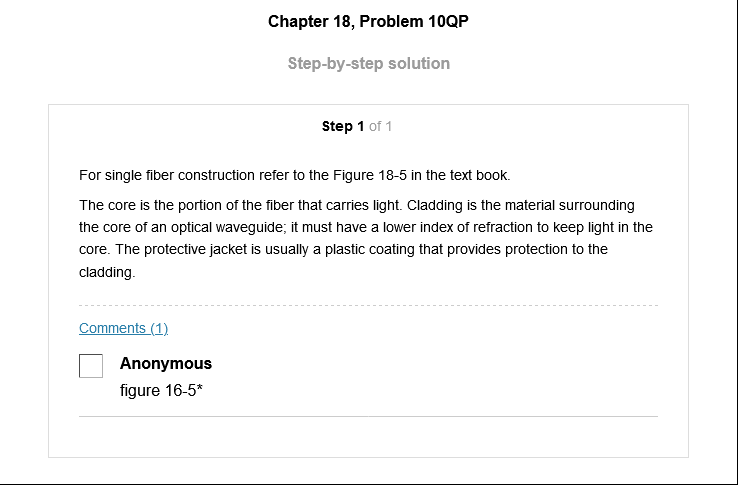 Chapter 18, Problem 10QP
Step-by-step solution
Step 1 of 1
For single fiber construction refer to the Figure 18-5 in the text book.
The core is the portion of the fiber that carries light. Cladding is the material surrounding
the core of an optical waveguide; it must have a lower index of refraction to keep light in the
core. The protective jacket is usually a plastic coating that provides protection to the
cladding.
Comments (1)
Anonymous
figure 16-5*